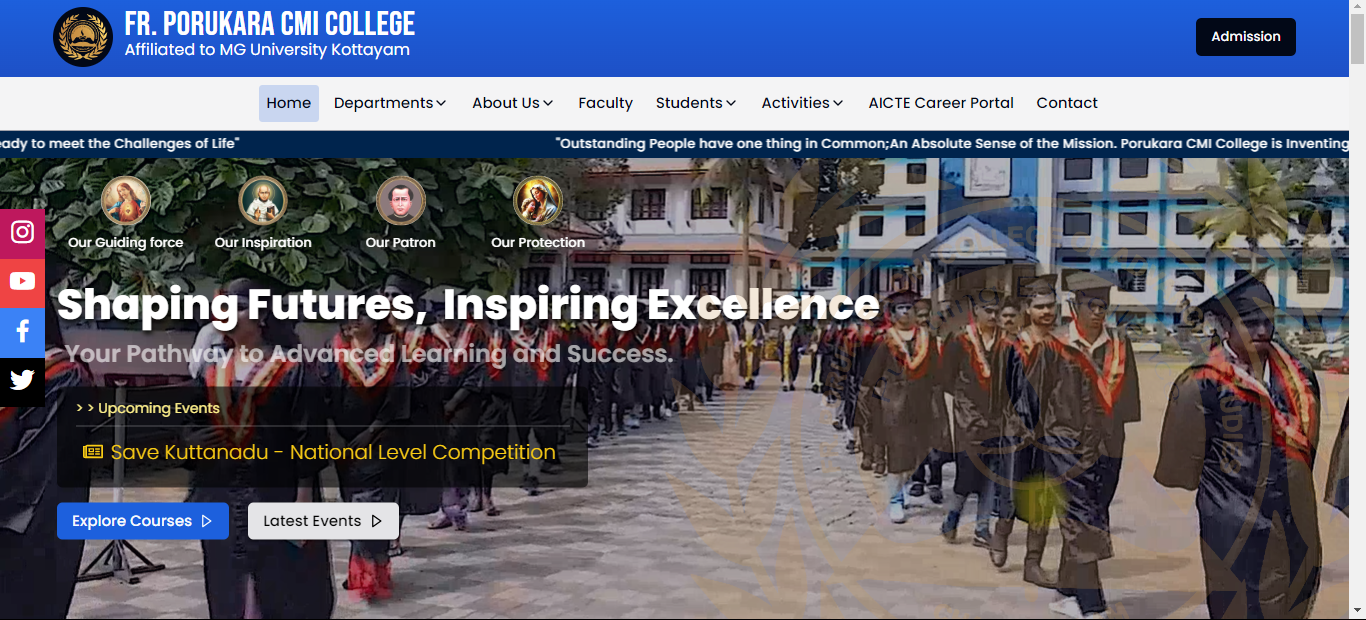 FR. PORUKARA CMI COLLEGE
Affiliated to MG University Kottayam
Admission
Home Departments About Us Faculty Students Activities AICTE Career Portal Contact
eady to meet the Challenges of Life" "Outstanding People have one thing in Common;An Absolute Sense of the Mission. Porukara CMI College is Inventing
Our Guiding force Our Inspiration Our Patron Our Protection
Shaping Futures, Inspiring Excellence
Your Pathway to Advanced Learning and Success.
> > Upcoming Events
Save Kuttanadu - National Level Competition
Explore Courses Latest Events